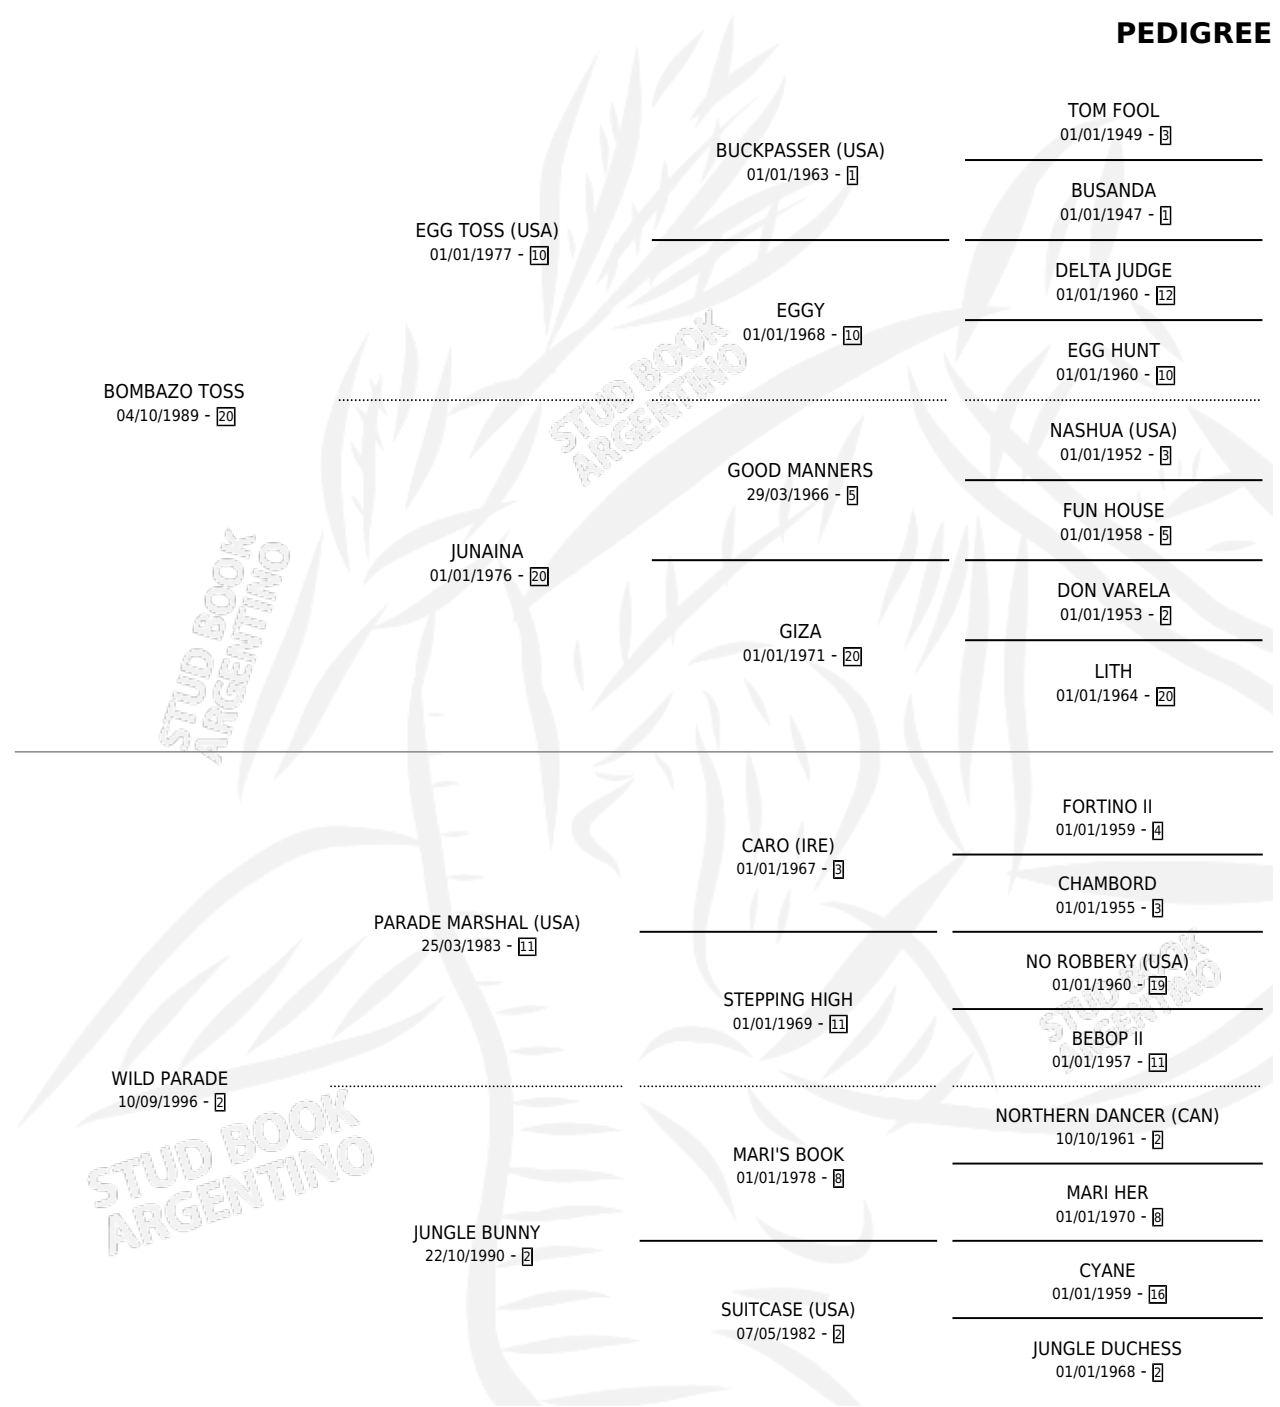 PEDIGREE
TOM FOOL
01/01/1949 - 3
BUCKPASSER (USA)
01/01/1963 - 1
BUSANDA
01/01/1947 - 1
EGG TOSS (USA)
01/01/1977 - 10
DELTA JUDGE
01/01/1960 - 12
EGGY
01/01/1968 - 10
EGG HUNT
01/01/1960 - 10
BOMBAZO TOSS
04/10/1989 - 20
STUD BOOK
ARGENTINO
NASHUA (USA)
01/01/1952 - 3
GOOD MANNERS
29/03/1966 - 5
FUN HOUSE
01/01/1958 - 5
JUNAINA
01/01/1976 - 20
DON VARELA
01/01/1953 - 2
GIZA
01/01/1971 - 20
LITH
01/01/1964 - 20
STUD BOOK
ARGENTINO
FORTINO II
01/01/1959 - 4
CARO (IRE)
01/01/1967 - 3
CHAMBORD
01/01/1955 - 3
PARADE MARSHAL (USA)
25/03/1983 - 11
NO ROBBERY (USA)
01/01/1960 - 19
STEPPING HIGH
01/01/1969 - 11
STUD BOOK
ARGENTINO
BEBOP II
01/01/1957 - 11
WILD PARADE
10/09/1996 - 2
STUD BOOK
ARGENTINO
NORTHERN DANCER (CAN)
10/10/1961 - 2
MARI'S BOOK
01/01/1978 - 8
MARI HER
01/01/1970 - 8
JUNGLE BUNNY
22/10/1990 - 2
CYANE
01/01/1959 - 16
SUITCASE (USA)
07/05/1982 - 2
JUNGLE DUCHESS
01/01/1968 - 2